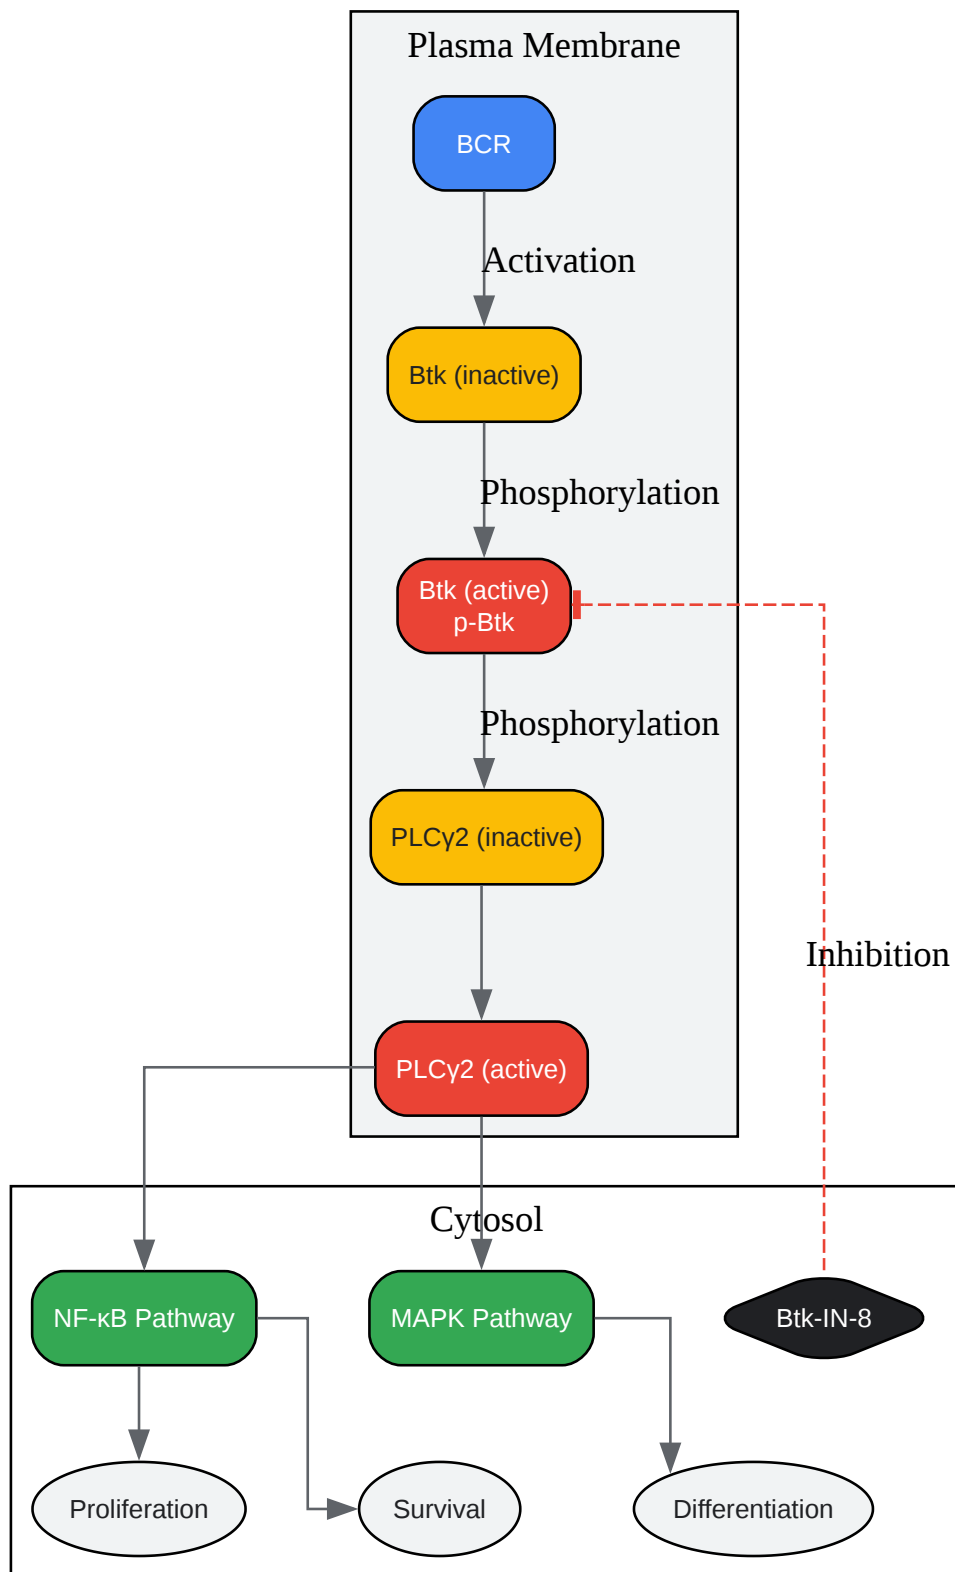 Plasma Membrane
BCR
Activation
Btk (inactive)
Phosphorylation
Btk (active)
p-Btk
Phosphorylation
PLCγ2 (inactive)
Inhibition
PLCγ2 (active)
Cytosol
NF-κB Pathway
MAPK Pathway
Btk-IN-8
Proliferation
Survival
Differentiation